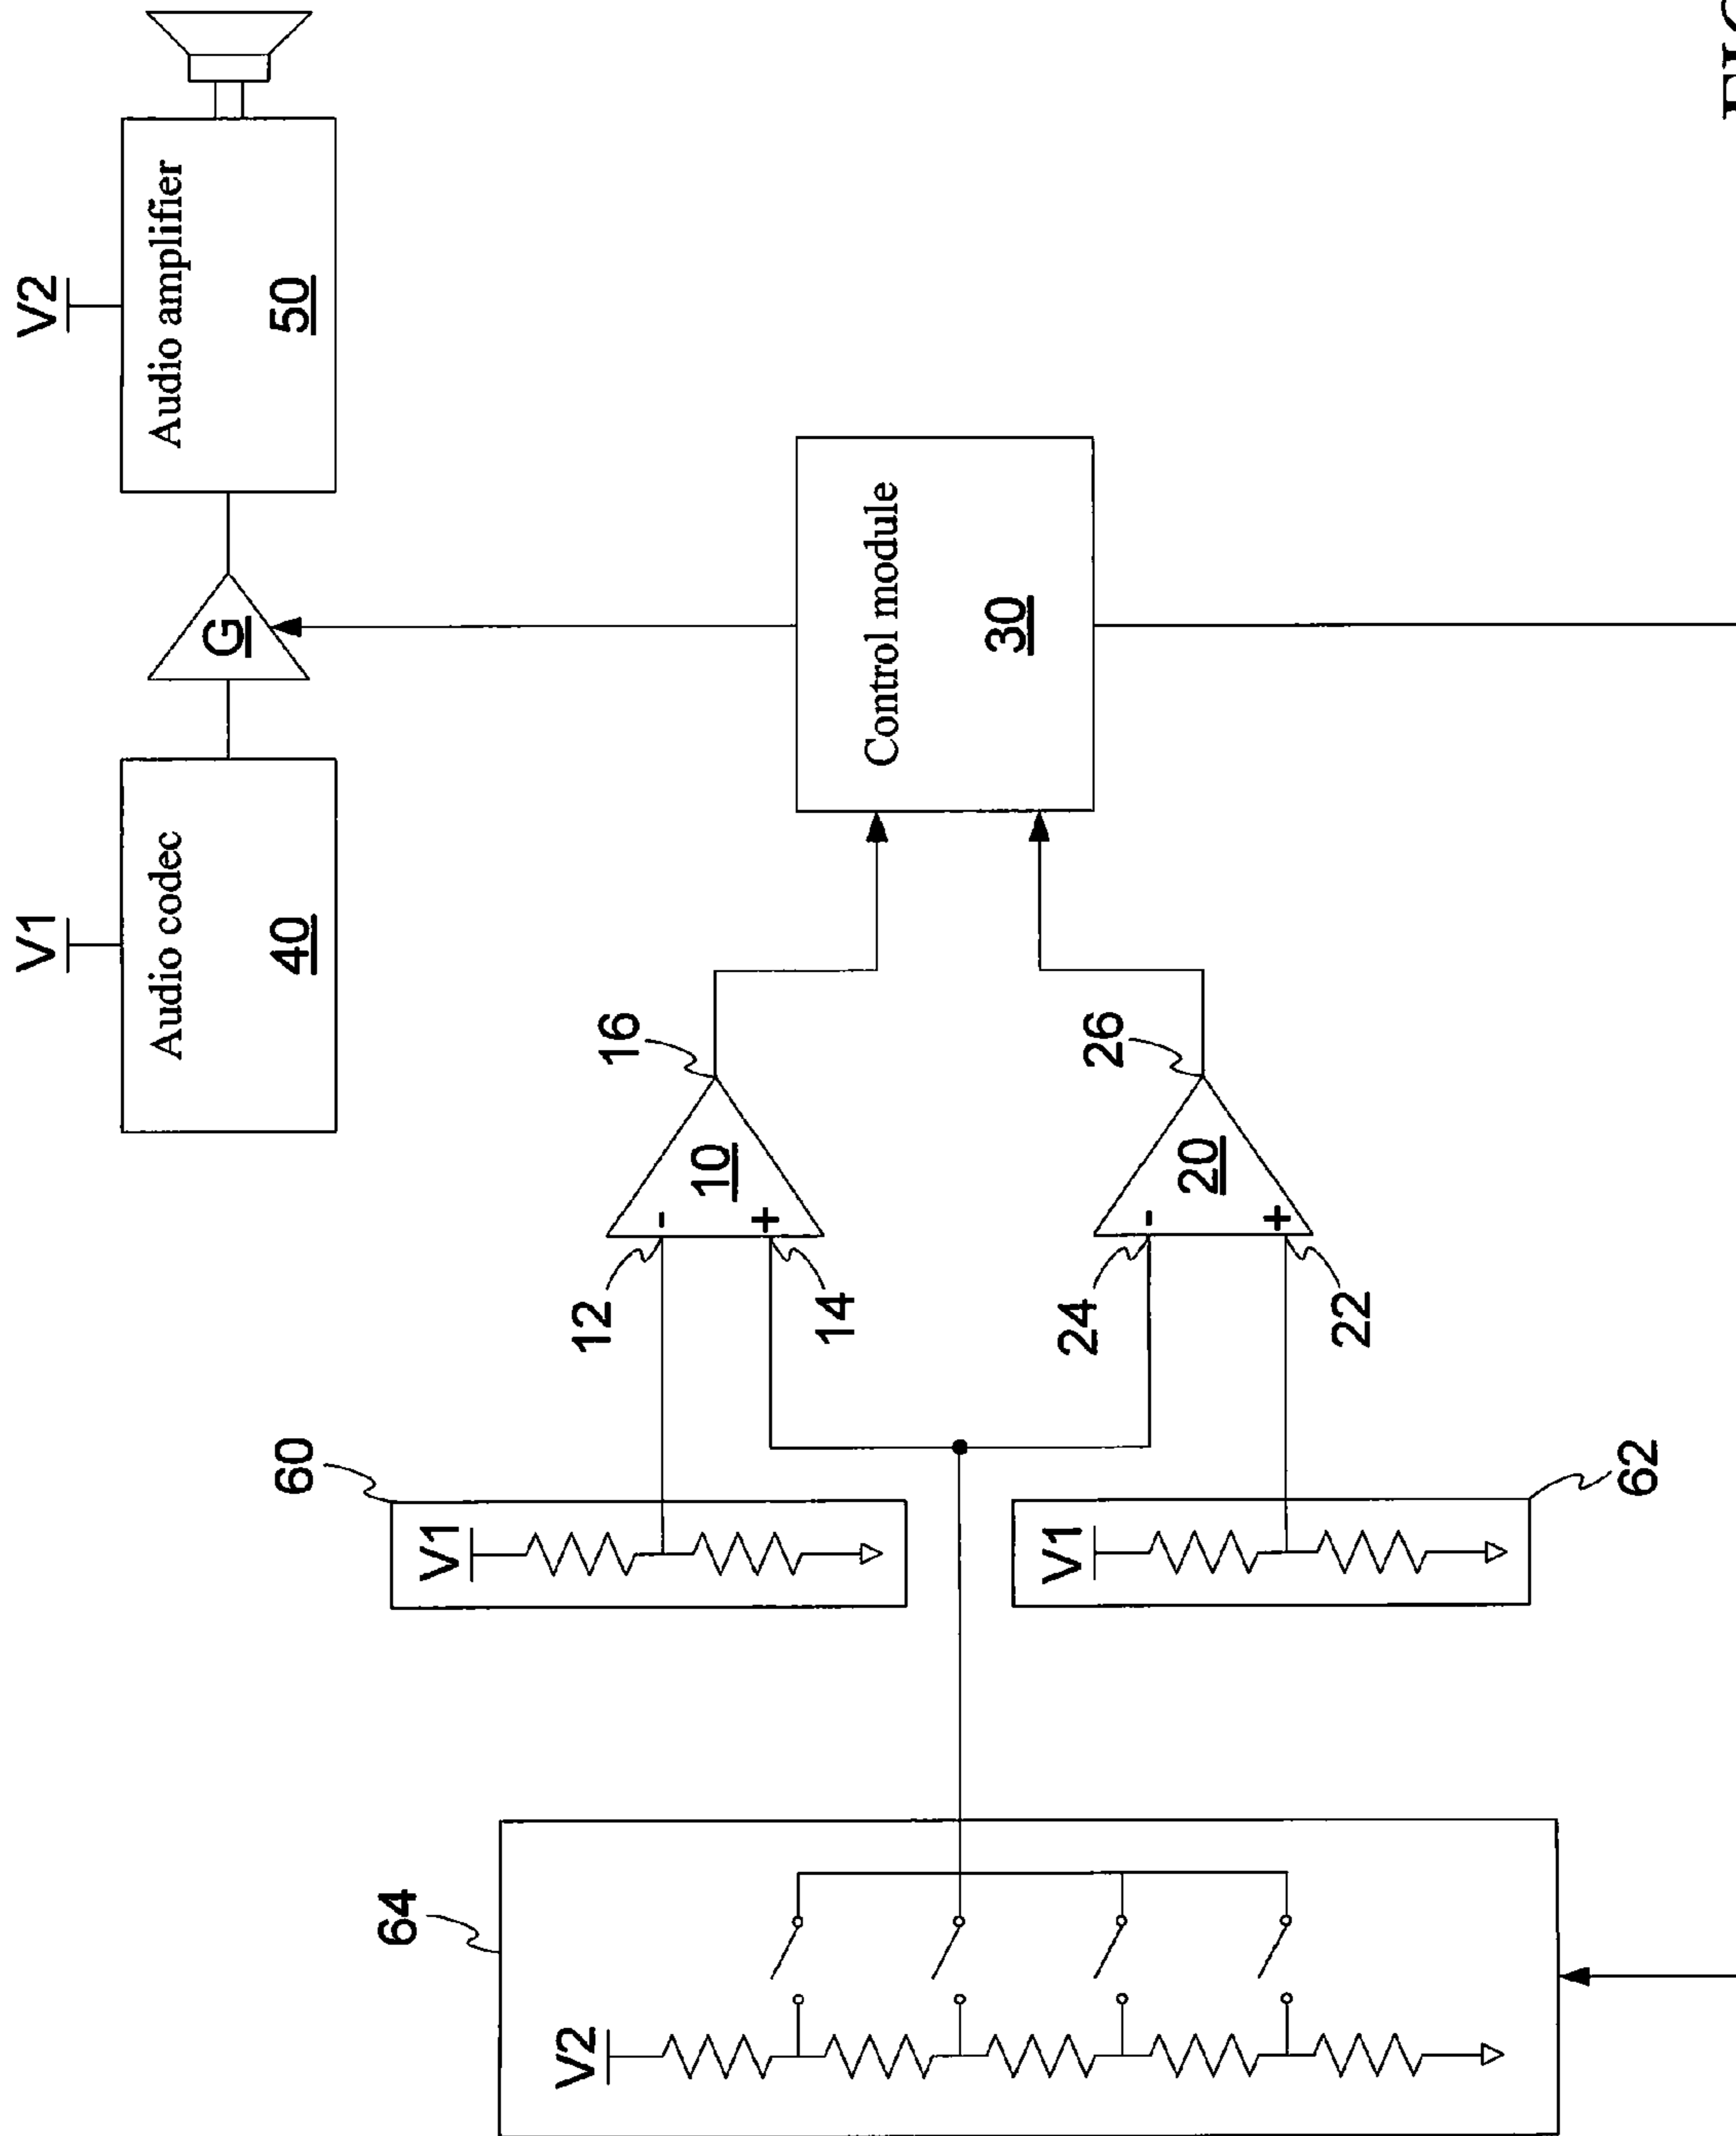 V1
V2
Audio codec
Audio amplifier
G
40
50
60
64
V1
V2
12
16
-
10
+
14
Control module
30
V1
24
26
-
20
+
22
62
FIG